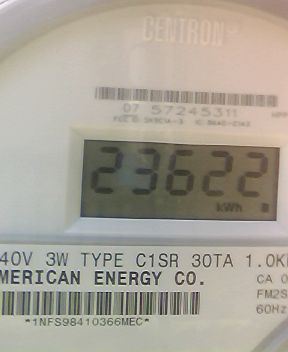 CENTRON
07 57245311
23622
kWh
40V 3W TYPE C1SR 30TA 1.0K
MERICAN ENERGY CO.
CA 0
FM2S
60Hz
*1NFS98410366MEC*